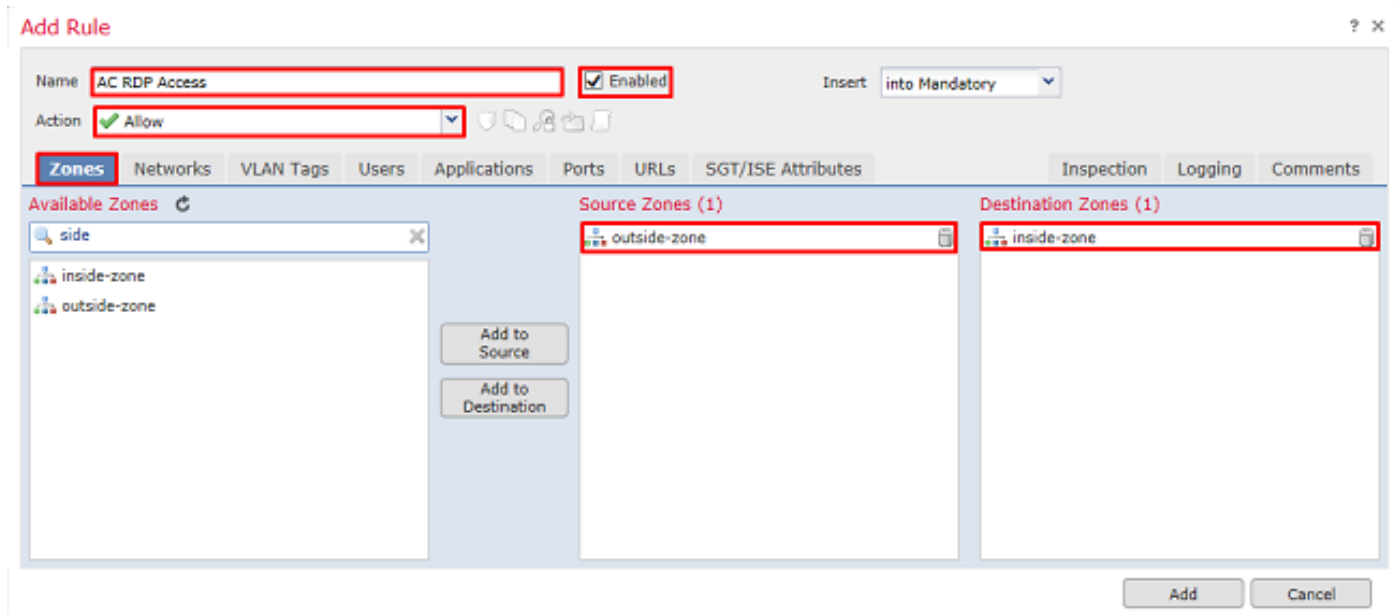 Add Rule ? ×
Name AC RDP Access Enabled Insert into Mandatory
Action Allow
Zones Networks VLAN Tags Users Applications Ports URLs SGT/ISE Attributes Inspection Logging Comments
Available Zones Source Zones (1) Destination Zones (1)
side outside-zone inside-zone
inside-zone
outside-zone
Add to
Source
Add to
Destination
Add Cancel